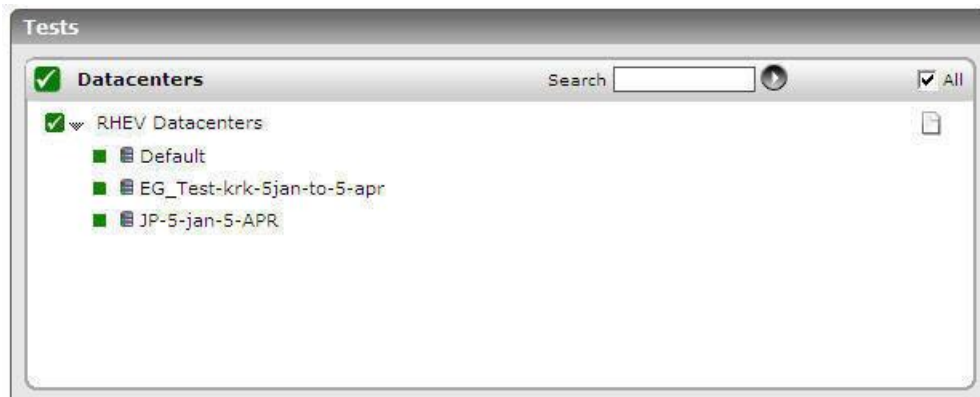 Tests
Datacenters Search All
RHEV Datacenters
Default
EG_Test-krk-5jan-to-5-apr
JP-5-jan-5-APR